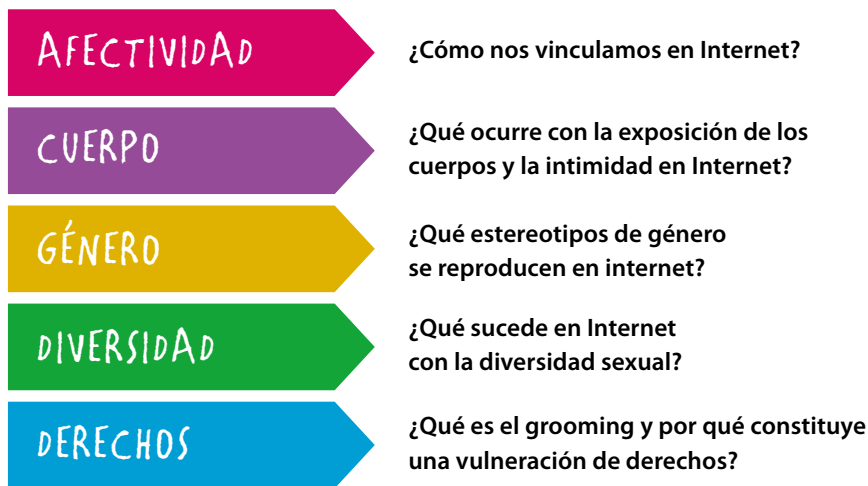 AFECTIVIDAD
¿Cómo nos vinculamos en Internet?
CUERPO
¿Qué ocurre con la exposición de los
cuerpos y la intimidad en Internet?
GÉNERO
¿Qué estereotipos de género
se reproducen en internet?
DIVERSIDAD
¿Qué sucede en Internet
con la diversidad sexual?
DERECHOS
¿Qué es el grooming y por qué constituye
una vulneración de derechos?